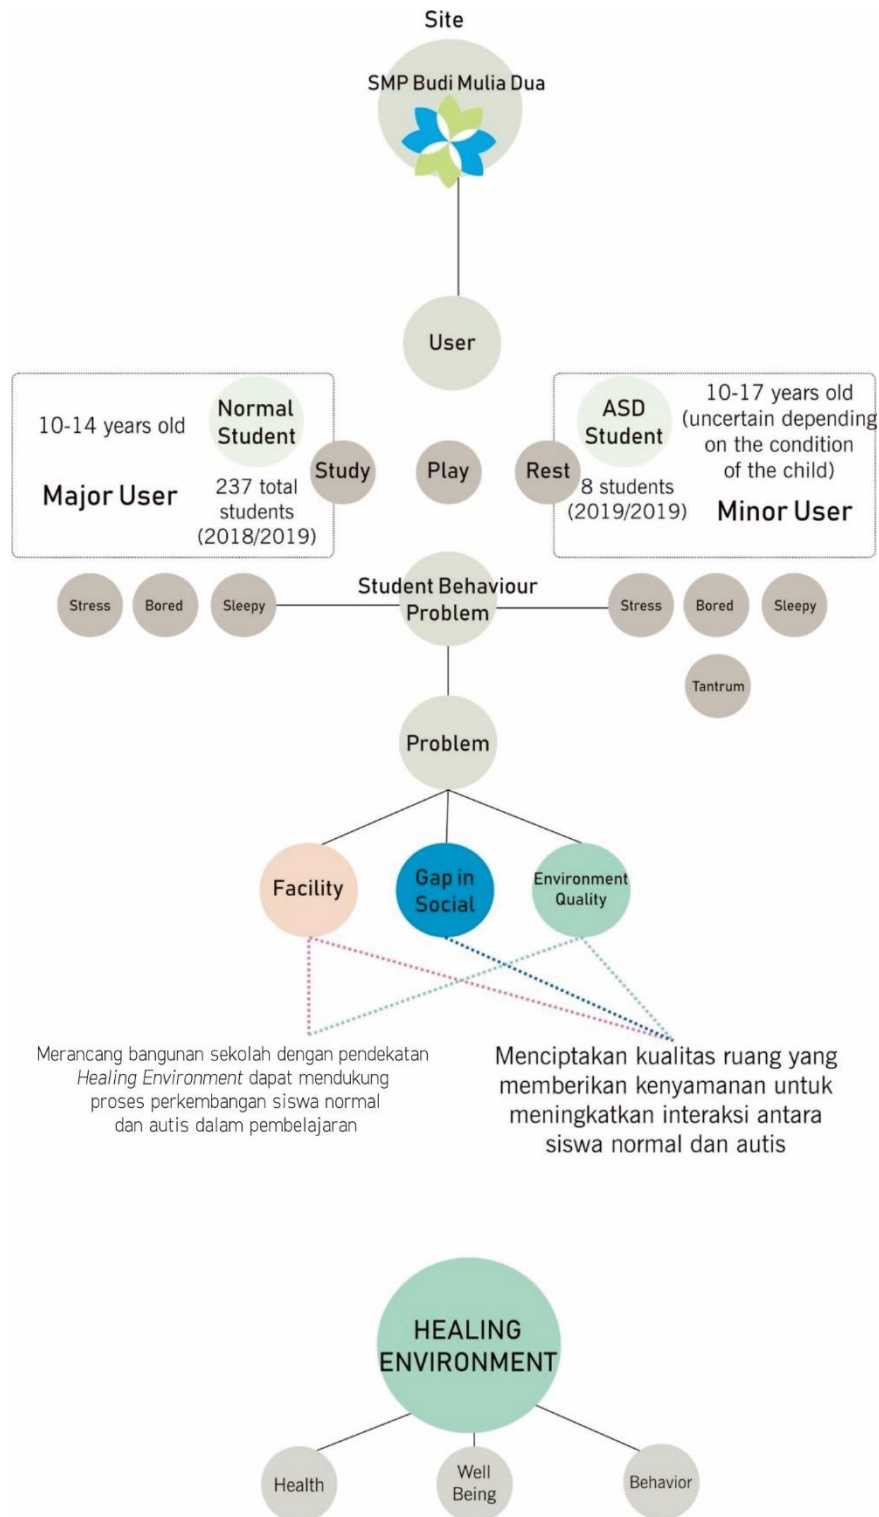 Site
SMP Budi Mulia Dua
User
10-14 years old
Normal
Student
Major User
237 total
students
(2018/2019)
Study
Play
Rest
ASD
Student
10-17 years old
(uncertain depending
on the condition
of the child)
8 students
(2019/2019)
Minor User
Stress
Bored
Sleepy
Student Behaviour
Problem
Stress
Bored
Sleepy
Tantrum
Problem
Facility
Gap in
Social
Environment
Quality
Merancang bangunan sekolah dengan pendekatan
Healing Environment dapat mendukung
proses perkembangan siswa normal
dan autis dalam pembelajaran
Menciptakan kualitas ruang yang
memberikan kenyamanan untuk
meningkatkan interaksi antara
siswa normal dan autis
HEALING
ENVIRONMENT
Health
Well
Being
Behavior